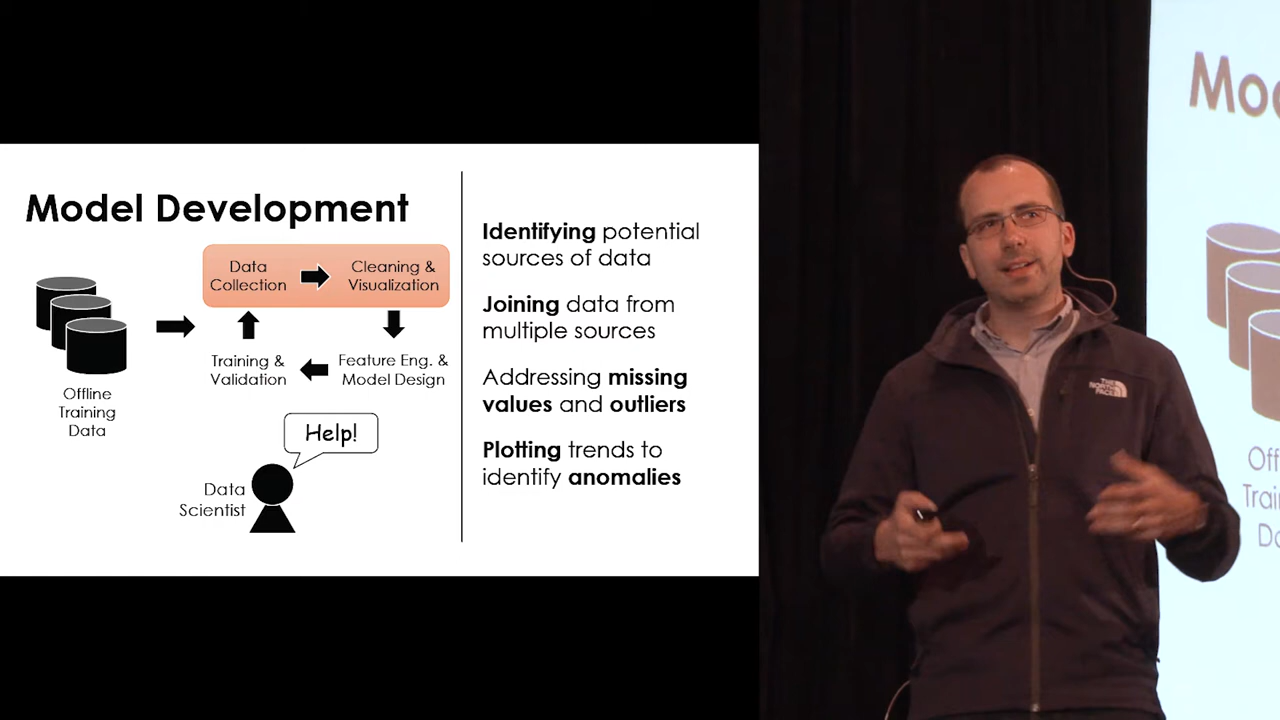 Model Development
Data
Collection
Cleaning &
Visualization
Training &
Validation
Feature Eng. &
Model Design
Offline
Training
Data
Help!
Data
Scientist
Identifying potential
sources of data
Joining data from
multiple sources
Addressing missing
values and outliers
Plotting trends to
identify anomalies
THE
NORTH
FACE